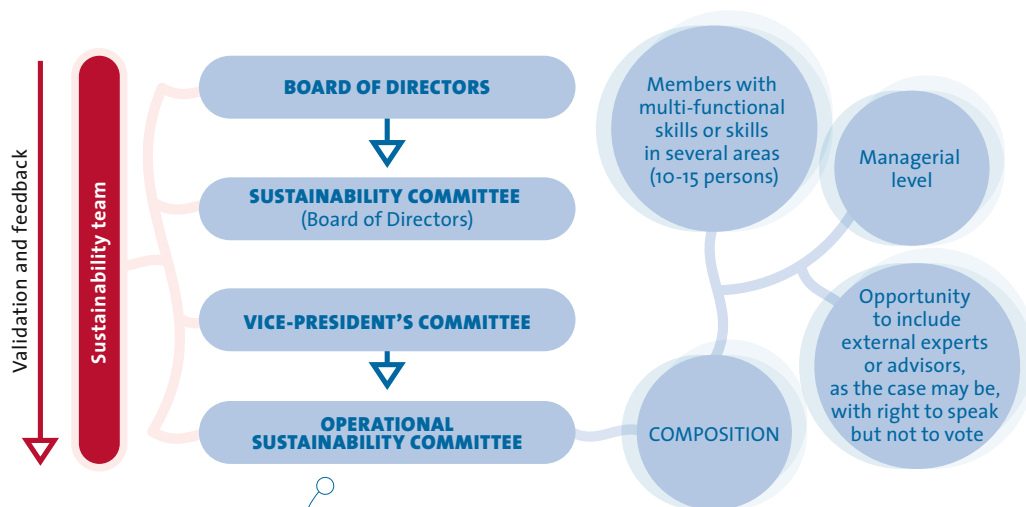 Validation and feedback
Sustainability team
BOARD OF DIRECTORS
SUSTAINABILITY COMMITTEE
(Board of Directors)
VICE-PRESIDENT'S COMMITTEE
OPERATIONAL
SUSTAINABILITY COMMITTEE
COMPOSITION
Members with
multi-functional
skills or skills
in several areas
(10-15 persons)
Managerial
level
Opportunity
to include
external experts
or advisors,
as the case may be,
with right to speak
but not to vote